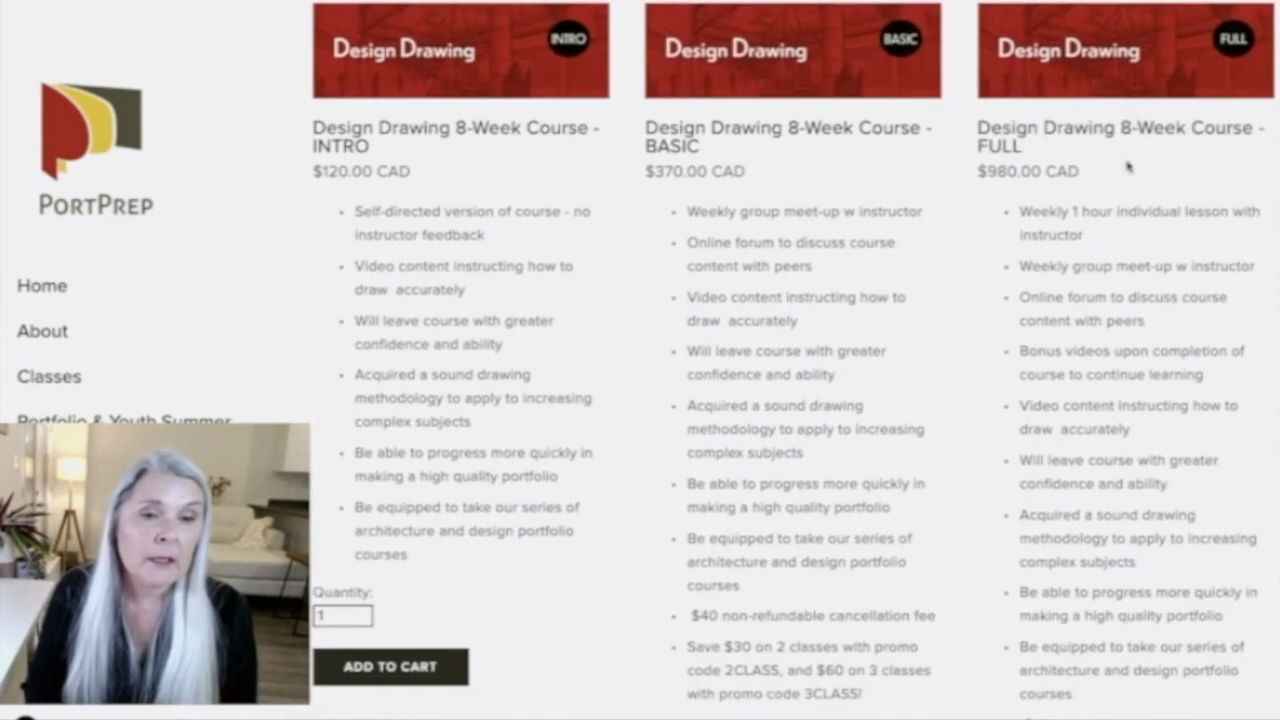 PORTPREP
Home
About
Classes
Portfolio & Youth Summer
Design Drawing
INTRO
Design Drawing 8-Week Course -
INTRO
$120.00 CAD
• Self-directed version of course - no
instructor feedback
• Video content instructing how to
draw accurately
• Will leave course with greater
confidence and ability
• Acquired a sound drawing
methodology to apply to increasing
complex subjects
• Be able to progress more quickly in
making a high quality portfolio
• Be equipped to take our series of
architecture and design portfolio
courses
Quantity:
1
ADD TO CART
Design Drawing
BASIC
Design Drawing 8-Week Course -
BASIC
$370.00 CAD
• Weekly group meet-up w instructor
• Online forum to discuss course
content with peers
• Video content instructing how to
draw accurately
• Will leave course with greater
confidence and ability
• Acquired a sound drawing
methodology to apply to increasing
complex subjects
• Be able to progress more quickly in
making a high quality portfolio
• Be equipped to take our series of
architecture and design portfolio
courses
• $40 non-refundable cancellation fee
• Save $30 on 2 classes with promo
code 2CLASS, and $60 on 3 classes
with promo code 3CLASS!
Design Drawing
FULL
Design Drawing 8-Week Course -
FULL
$980.00 CAD
• Weekly 1 hour individual lesson with
instructor
• Weekly group meet-up w instructor
• Online forum to discuss course
content with peers
• Bonus videos upon completion of
course to continue learning
• Video content instructing how to
draw accurately
• Will leave course with greater
confidence and ability
• Acquired a sound drawing
methodology to apply to increasing
complex subjects
• Be able to progress more quickly in
making a high quality portfolio
• Be equipped to take our series of
architecture and design portfolio
courses